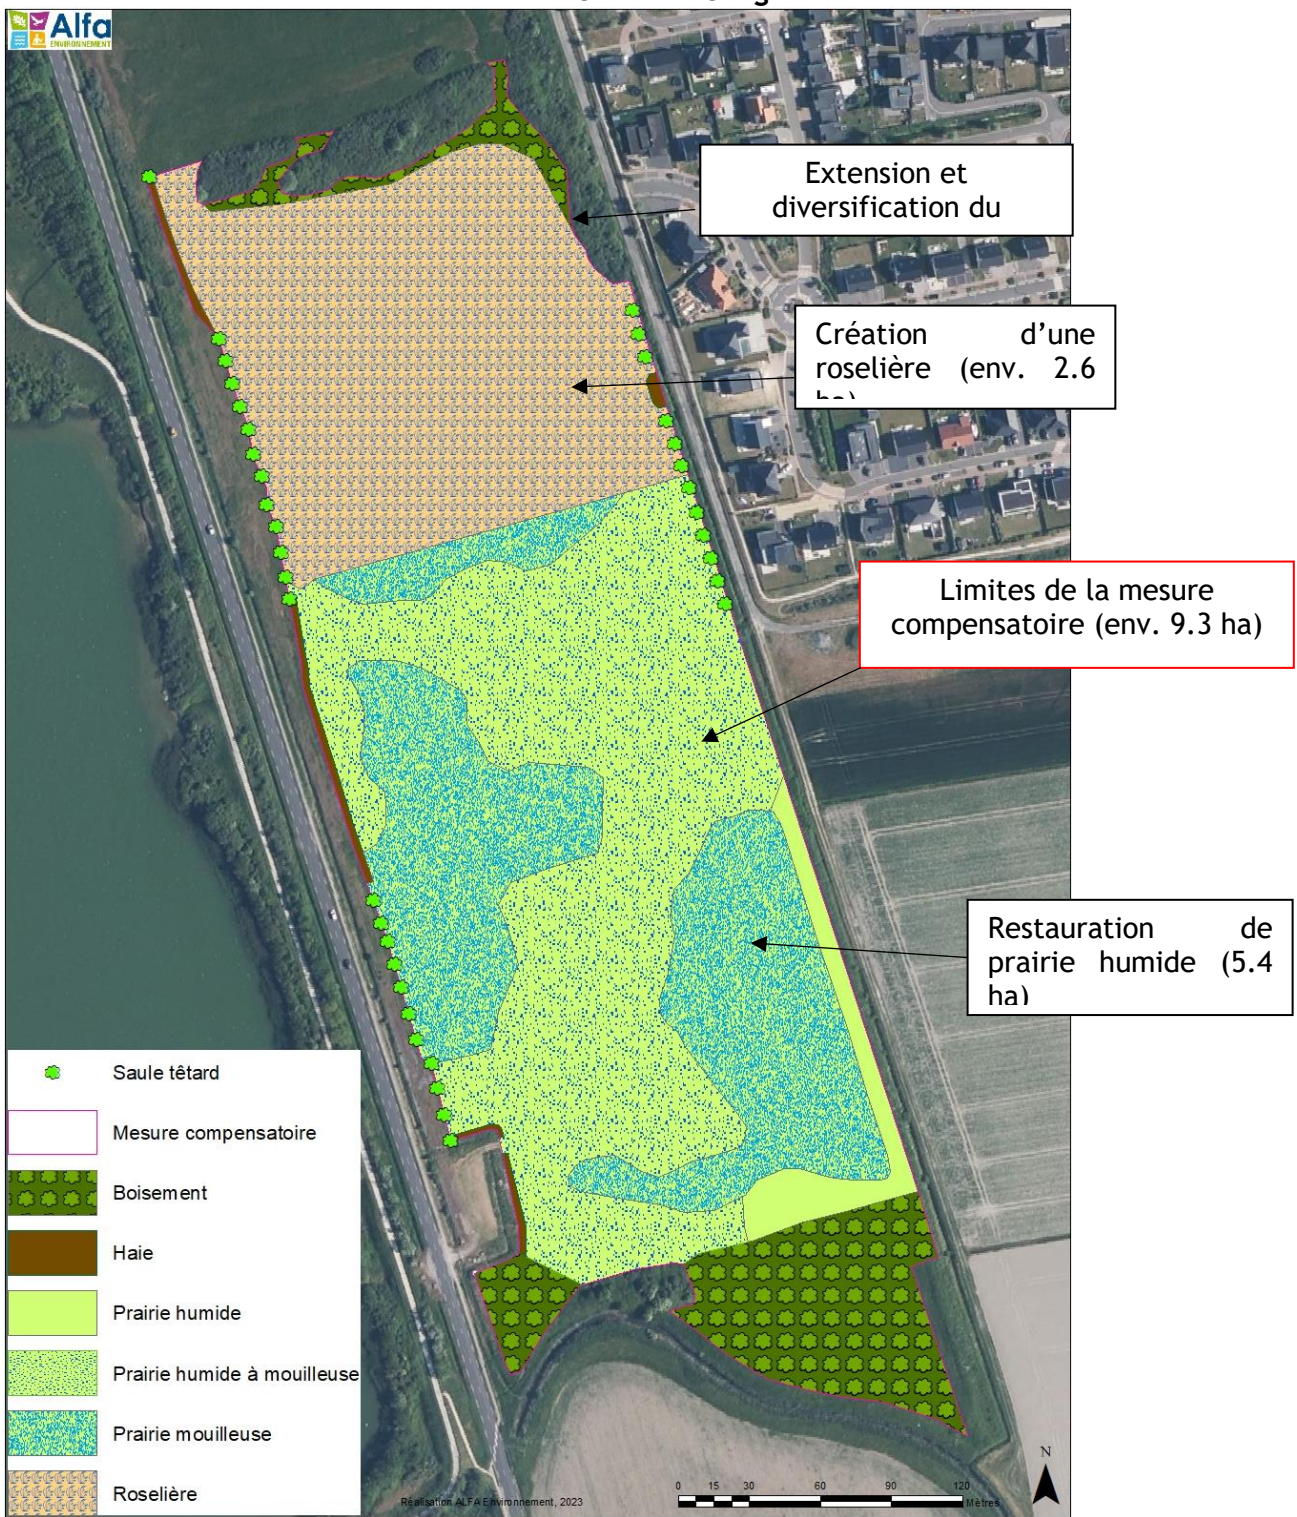 Alfa
ENVIRONNEMENT
Extension et
diversification du
Création d’une
roselière (env. 2.6
ha)
Limites de la mesure
compensatoire (env. 9.3 ha)
Restauration de
prairie humide (5.4
ha)
Saule têtard
Mesure compensatoire
Boisement
Haie
Prairie humide
Prairie humide à mouilleuse
Prairie mouilleuse
Roselière
Réalisation ALFA Environnement, 2023
0 15 30 60 90 120
Mètres
N